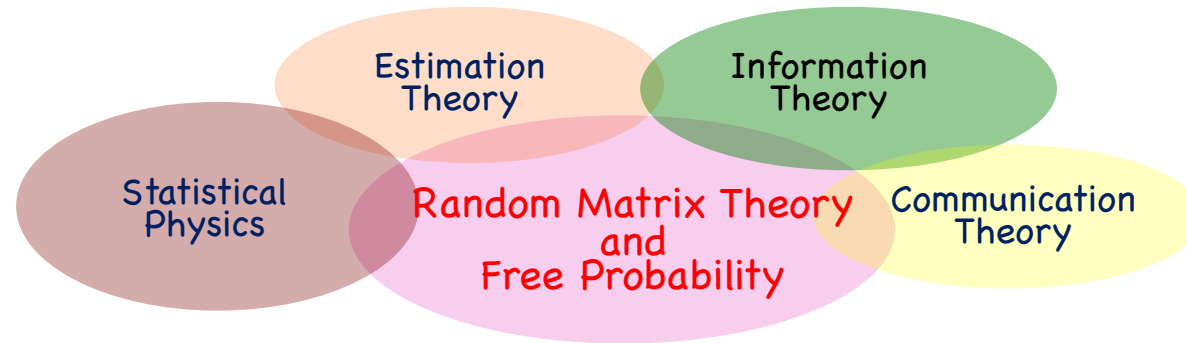 Estimation
Theory
Information
Theory
Statistical
Physics
Random Matrix Theory
and
Free Probability
Communication
Theory